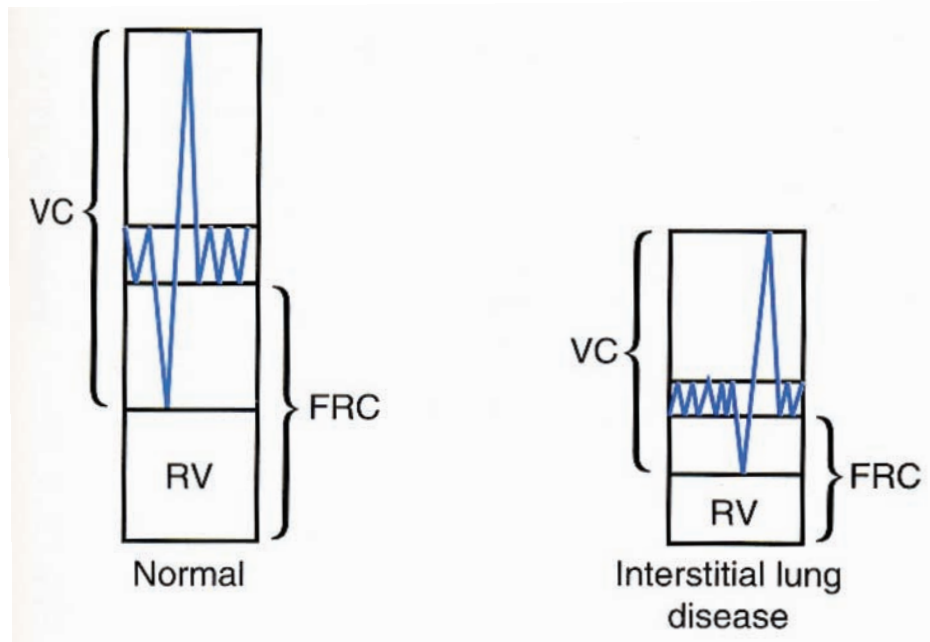 VC
FRC
RV
Normal
VC
FRC
RV
Interstitial lung
disease